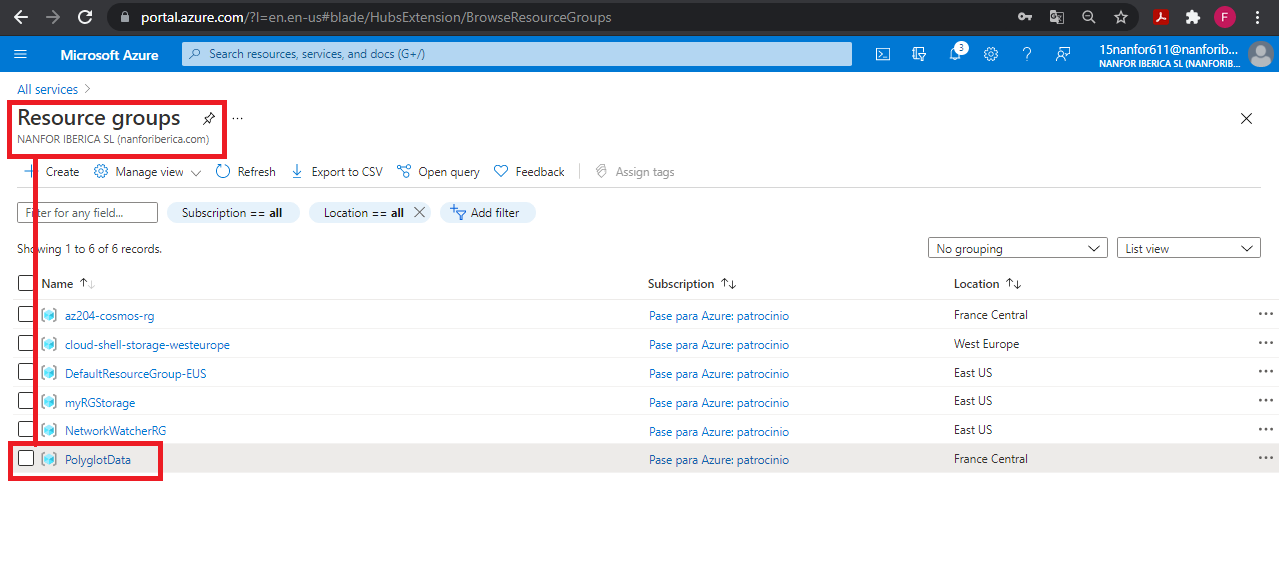 portal.azure.com/?l=en.en-us#blade/HubsExtension/BrowseResourceGroups
F
Microsoft Azure
Search resources, services, and docs (G+/)
3
15nanfor611@nanforib...
NANFOR IBERICA SL (NANFORIB...
All services
Resource groups
NANFOR IBERICA SL (nanforiberica.com)
Create Manage view Refresh Export to CSV Open query Feedback Assign tags
Filter for any field... Subscription == all Location == all Add filter
Showing 1 to 6 of 6 records. No grouping List view
Name Subscription Location
az204-cosmos-rg Pase para Azure: patrocinio France Central
cloud-shell-storage-westeurope Pase para Azure: patrocinio West Europe
DefaultResourceGroup-EUS Pase para Azure: patrocinio East US
myRGStorage Pase para Azure: patrocinio East US
NetworkWatcherRG Pase para Azure: patrocinio East US
PolyglotData Pase para Azure: patrocinio France Central